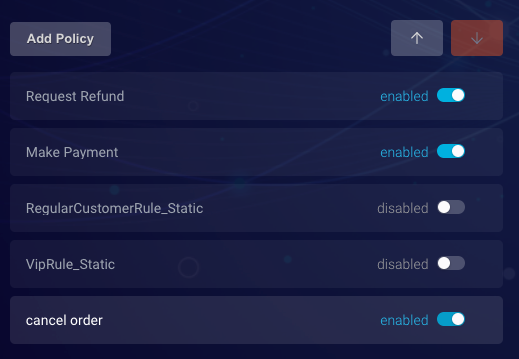 Add Policy
Request Refund enabled
Make Payment enabled
RegularCustomerRule_Static disabled
VipRule_Static disabled
cancel order enabled